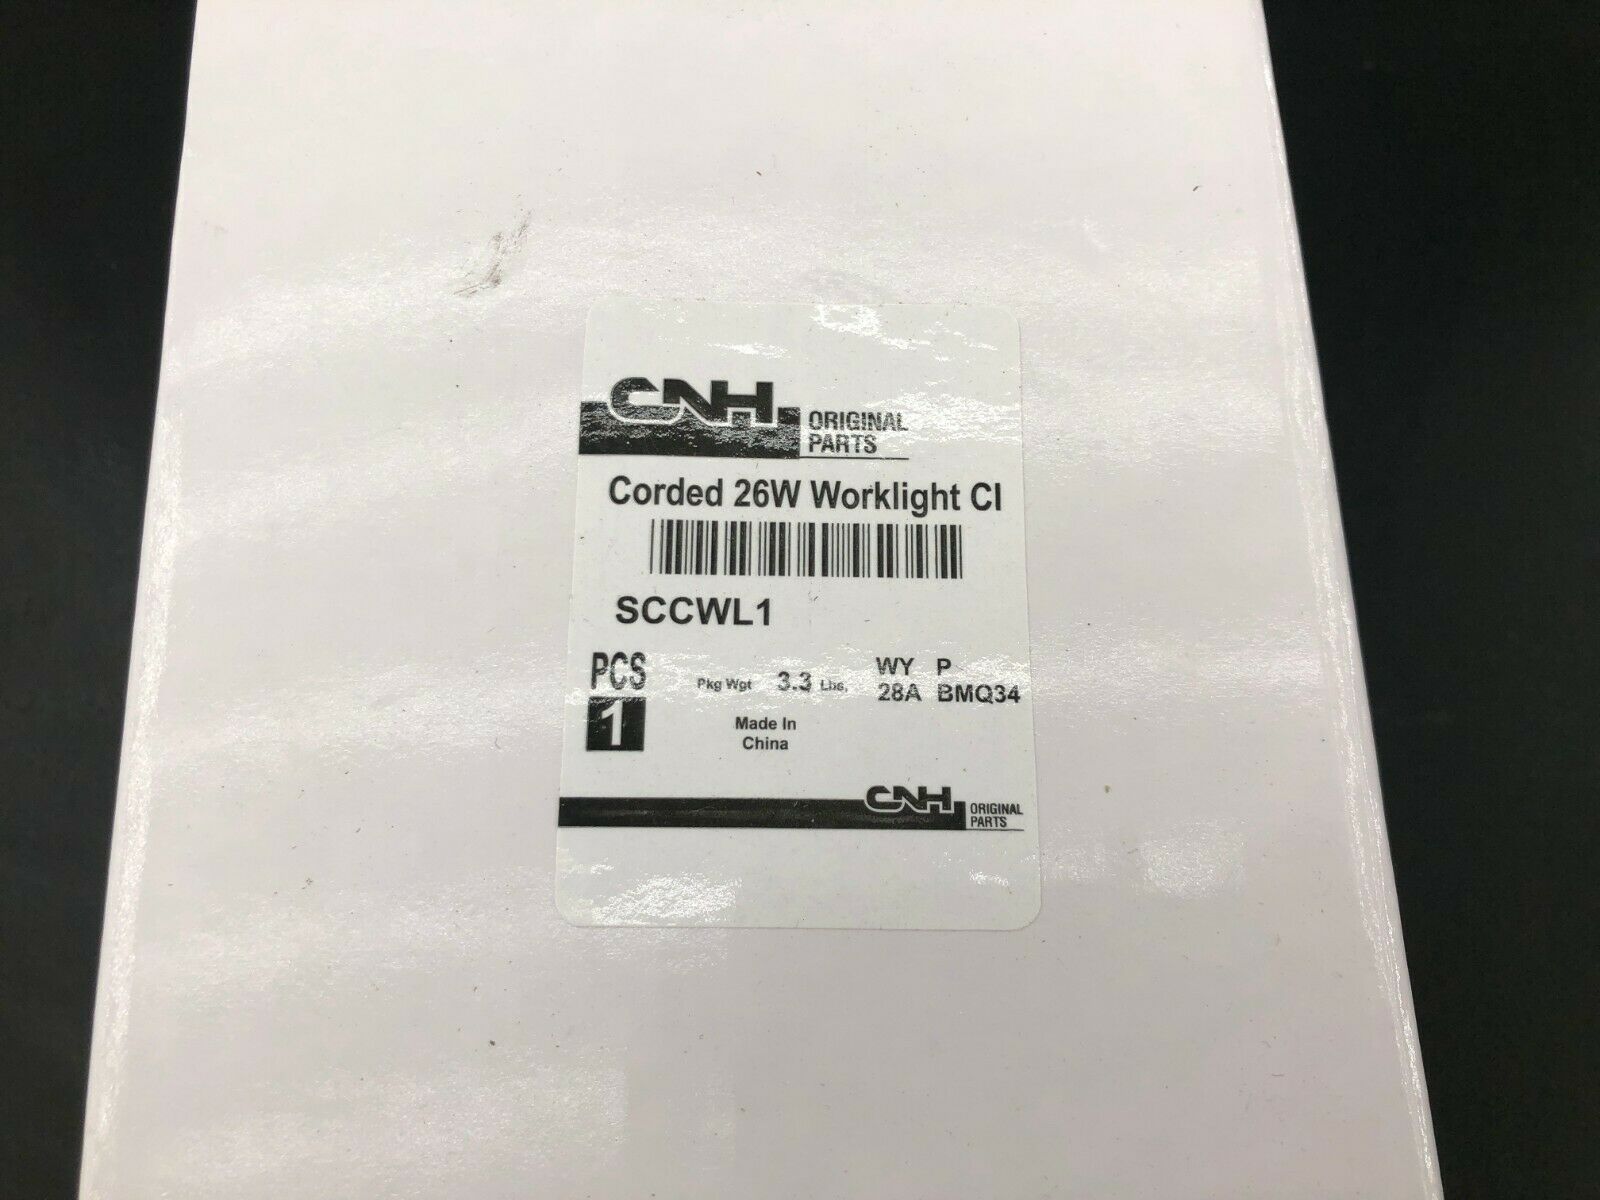 CNH ORIGINAL
PARTS
Corded 26W Worklight CI
SCCWL1
PCS
1
Pkg Wgt 3.3 Lbs,
Made In
China
WY P
28A BMQ34
CNH ORIGINAL
PARTS